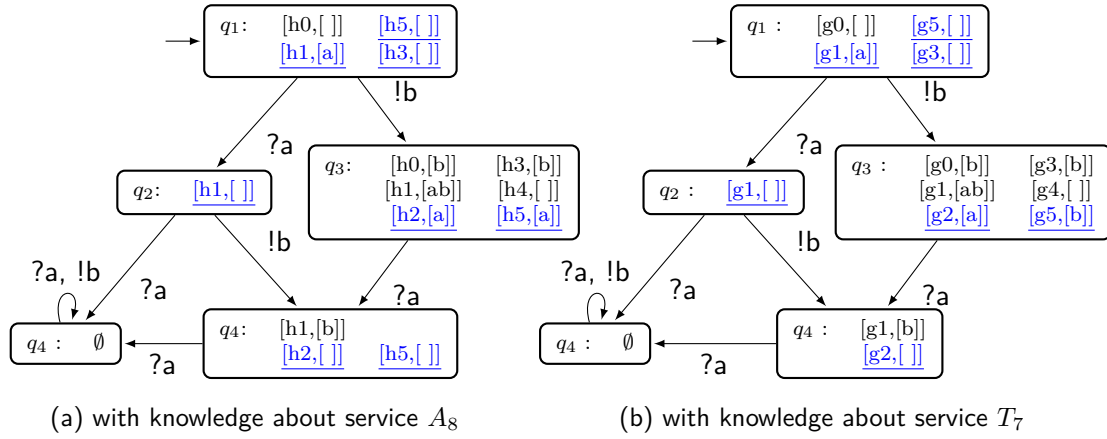 q1: [h0,[ ]] [h5,[ ]]
[h1,[a]] [h3,[ ]]
!b
?a
q3: [h0,[b]] [h3,[b]]
[h1,[ab]] [h4,[ ]]
[h2,[a]] [h5,[a]]
q2: [h1,[ ]]
!b
?a, !b
?a
?a
q4: [h1,[b]]
[h2,[ ]] [h5,[ ]]
q4 : ∅
?a
(a) with knowledge about service A8
q1 : [g0,[ ]] [g5,[ ]]
[g1,[a]] [g3,[ ]]
!b
?a
q3 : [g0,[b]] [g3,[b]]
[g1,[ab]] [g4,[ ]]
[g2,[a]] [g5,[b]]
q2 : [g1,[ ]]
!b
?a, !b
?a
?a
q4 : [g1,[b]]
[g2,[ ]]
q4 : ∅
?a
(b) with knowledge about service T7